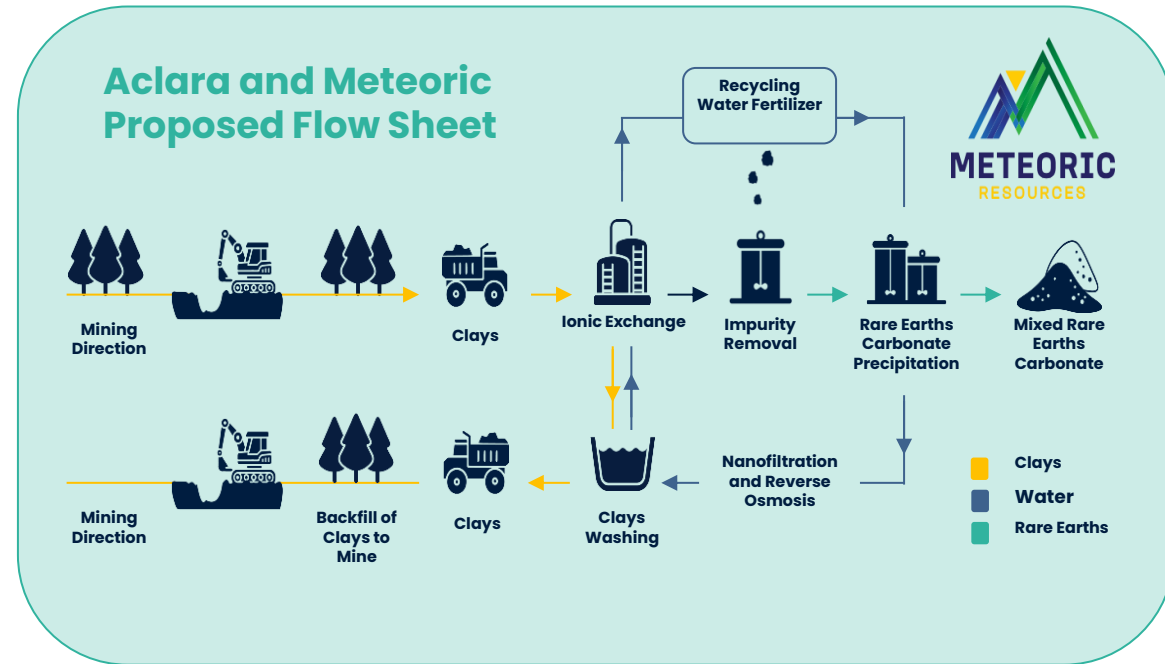 Aclara and Meteoric
Proposed Flow Sheet
Recycling
Water Fertilizer
METEORIC
RESOURCES
Mining
Direction
Clays
Ionic Exchange
Impurity
Removal
Rare Earths
Carbonate
Precipitation
Mixed Rare
Earths
Carbonate
Mining
Direction
Backfill of
Clays to
Mine
Clays
Clays
Washing
Nanofiltration
and Reverse
Osmosis
Clays
Water
Rare Earths